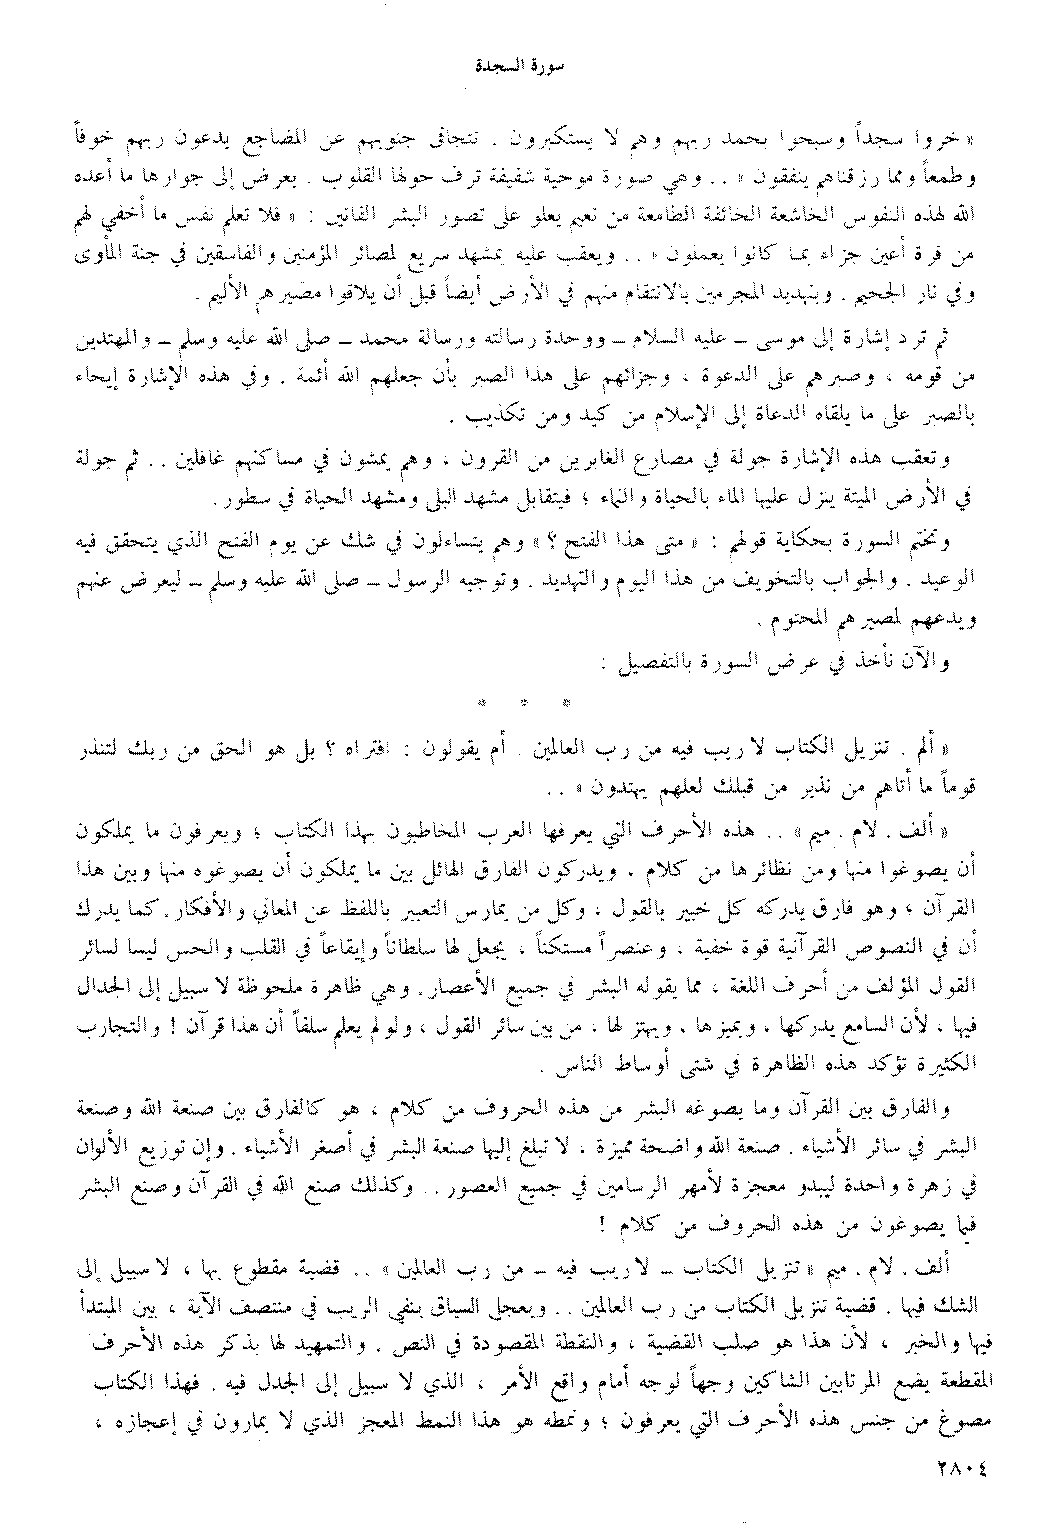 سورة السجدة
« خروا سجداً وسبحوا بحمد ربهم وهم لا يستكبرون . تتجافى جنوبهم عن المضاجع يدعون ربهم خوفاً
وطمعاً ومما رزقناهم ينفقون » .. وهي صورة موحية شفيفة ترف حولها القلوب . يعرض إلى جوارها ما أعده
الله لهذه النفوس الخاشعة الخائفة الطامعة من نعيم يعلو على تصور البشر الفانين : « فلا تعلم نفس ما أخفي لهم
من قرة أعين جزاء بما كانوا يعملون » .. ويعقب عليه بمشهد سريع لمصائر المؤمنين والفاسقين في جنة المأوى
وفي نار الجحيم . وبتهديد المجرمين بالانتقام منهم في الأرض أيضاً قبل أن يلاقوا مصيرهم الأليم .
ثم ترد إشارة إلى موسى – عليه السلام – ووحدة رسالته ورسالة محمد – صلى الله عليه وسلم – والمهتدين
من قومه ، وصبرهم على الدعوة ، وجزائهم على هذا الصبر بأن جعلهم الله أئمة . وفي هذه الإشارة إيحاء
بالصبر على ما يلقاه الدعاة إلى الإسلام من كيد ومن تكذيب .
وتعقب هذه الإشارة جولة في مصارع الغابرين من القرون ، وهم يمشون في مساكنهم غافلين .. ثم جولة
في الأرض الميتة ينزل عليها الماء بالحياة والنماء ؛ فيتقابل مشهد البلى ومشهد الحياة في سطور .
وتختم السورة بحكاية قولهم : « متى هذا الفتح ؟ » وهم يتساءلون في شك عن يوم الفتح الذي يتحقق فيه
الوعيد . والجواب بالتخويف من هذا اليوم والتهديد . وتوجيه الرسول – صلى الله عليه وسلم – ليعرض عنهم
ويدعهم لمصيرهم المحتوم .
والآن نأخذ في عرض السورة بالتفصيل :
* * *
« ألم . تنزيل الكتاب لا ريب فيه من رب العالمين . أم يقولون : افتراه ؟ بل هو الحق من ربك لتنذر
قوماً ما أتاهم من نذير من قبلك لعلهم يهتدون » ..
« ألف . لام . ميم » .. هذه الأحرف التي يعرفها العرب المخاطبون بهذا الكتاب ؛ ويعرفون ما يملكون
أن يصوغوا منها ومن نظائرها من كلام ، ويدركون الفارق الهائل بين ما يملكون أن يصوغوه منها وبين هذا
القرآن ؛ وهو فارق يدركه كل خبير بالقول ، وكل من يمارس التعبير باللفظ عن المعاني والأفكار . كما يدرك
أن في النصوص القرآنية قوة خفية ، وعنصراً مستكناً ، يجعل لها سلطاناً وإيقاعاً في القلب والحس ليسا لسائر
القول المؤلف من أحرف اللغة ، مما يقوله البشر في جميع الأعصار . وهي ظاهرة ملحوظة لا سبيل إلى الجدال
فيها ، لأن السامع يدركها ، ويميزها ، ويهتز لها ، من بين سائر القول ، ولو لم يعلم سلفاً أن هذا قرآن ! والتجارب
الكثيرة تؤكد هذه الظاهرة في شتى أوساط الناس .
والفارق بين القرآن وما يصوغه البشر من هذه الحروف من كلام ، هو كالفارق بين صنعة الله وصنعة
البشر في سائر الأشياء . صنعة الله واضحة مميزة ، لا تبلغ إليها صنعة البشر في أصغر الأشياء . وإن توزيع الألوان
في زهرة واحدة ليبدو معجزة لأمهر الرسامين في جميع العصور .. وكذلك صنع الله في القرآن وصنع البشر
فيما يصوغون من هذه الحروف من كلام !
ألف . لام . ميم « تنزيل الكتاب – لا ريب فيه – من رب العالمين » .. قضية مقطوع بها ، لا سبيل إلى
الشك فيها . قضية تنزيل الكتاب من رب العالمين .. ويعجل السياق بنفي الريب في منتصف الآية ، بين المبتدأ
فيها والخبر ، لأن هذا هو صلب القضية ، والنقطة المقصودة في النص . والتمهيد لها بذكر هذه الأحرف
المقطعة يضع المرتابين الشاكين وجهاً لوجه أمام واقع الأمر ، الذي لا سبيل إلى الجدل فيه . فهذا الكتاب
مصوغ من جنس هذه الأحرف التي يعرفون ؛ ونمطه هو هذا النمط المعجز الذي لا يمارون في إعجازه ،
٢٨٠٤